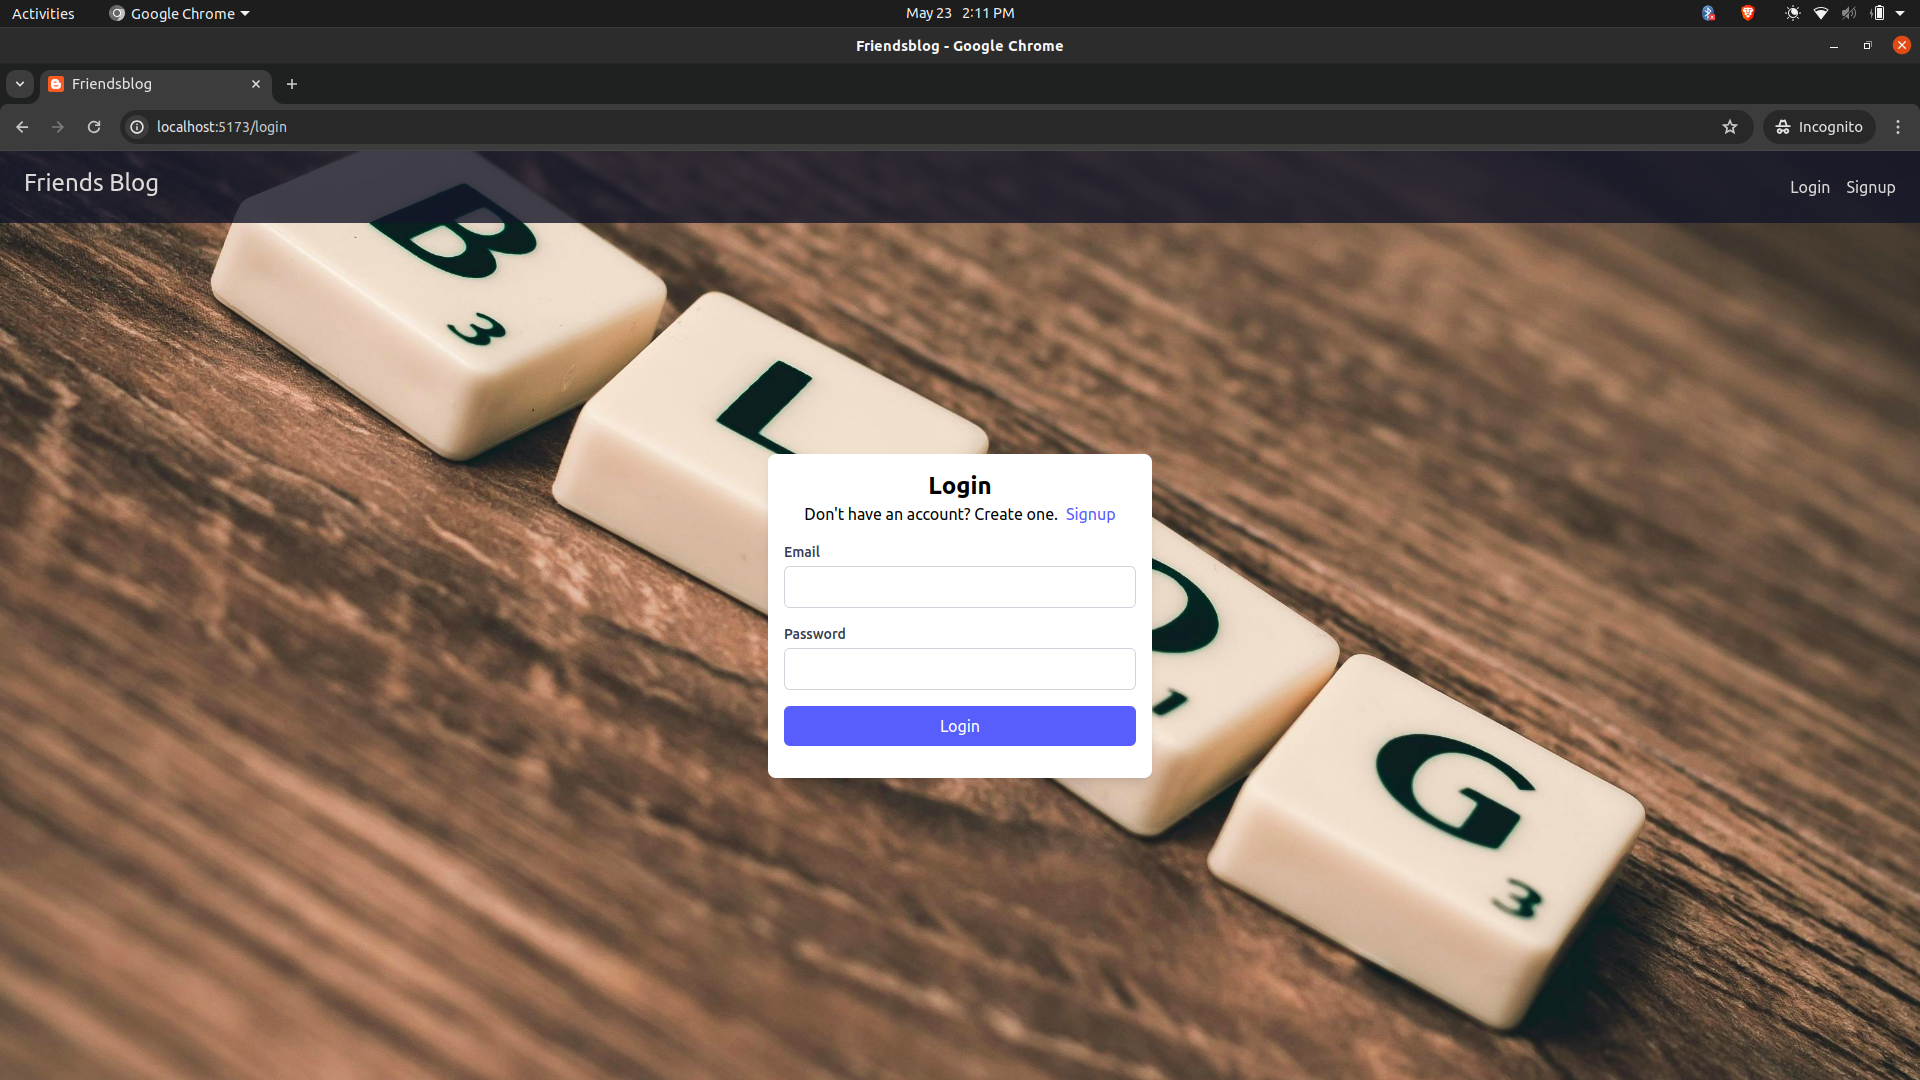 Activities
Google Chrome
May 23 2:11 PM
Friendsblog - Google Chrome
Friendsblog
localhost:5173/login
Incognito
Friends Blog
Login
Signup
B
3
L
Login
Don't have an account? Create one. Signup
Email
Password
Login
O
1
G
3